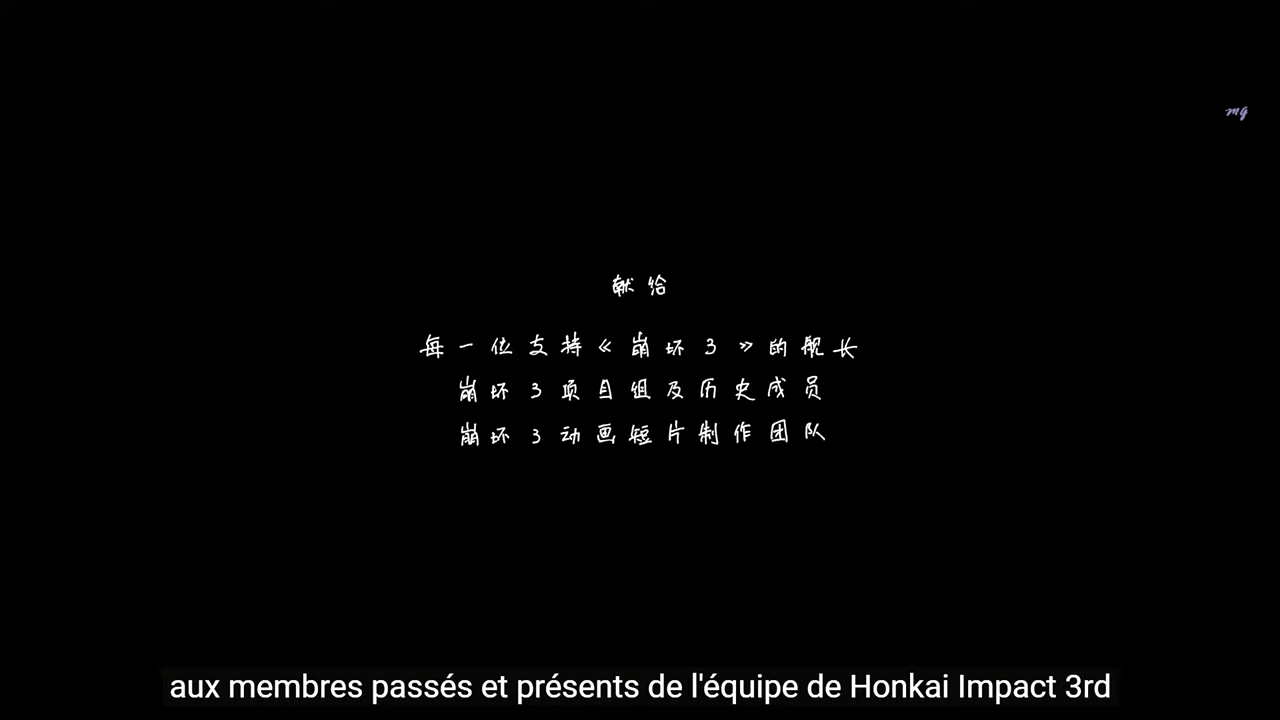 mg
献给
每一位支持《崩坏3》的舰长
崩坏3项目组及历史成员
崩坏3动画短片制作团队
aux membres passés et présents de l'équipe de Honkai Impact 3rd